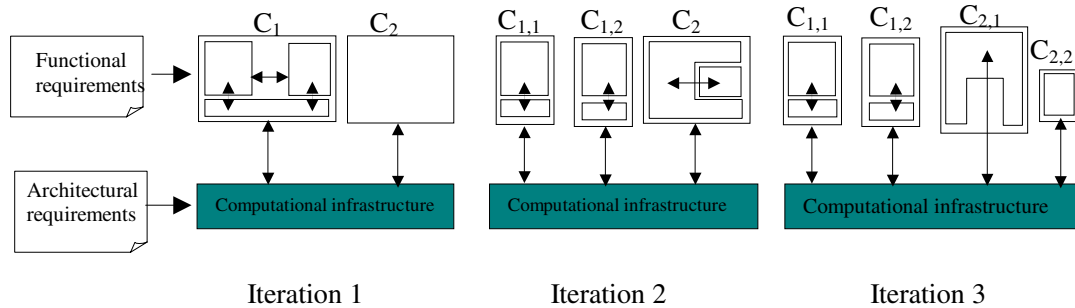 C1 C2 C1,1 C1,2 C2 C1,1 C1,2 C2,1
C2,2
Functional
requirements
Architectural
requirements
Computational infrastructure
Computational infrastructure
Computational infrastructure
Iteration 1
Iteration 2
Iteration 3